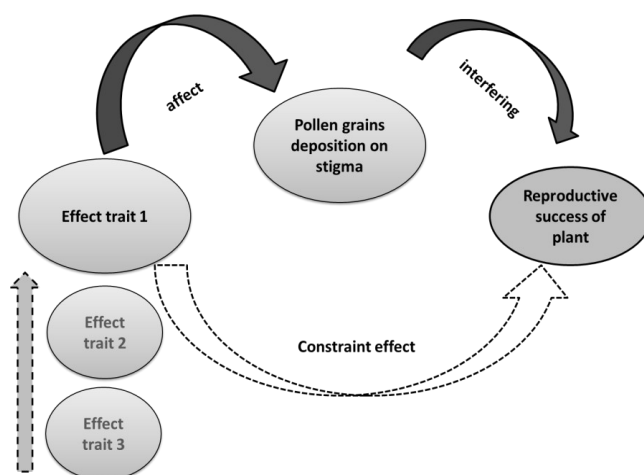 affect
interfering
Pollen grains
deposition on
stigma
Effect trait 1
Reproductive
success of
plant
Effect
trait 2
Constraint effect
Effect
trait 3